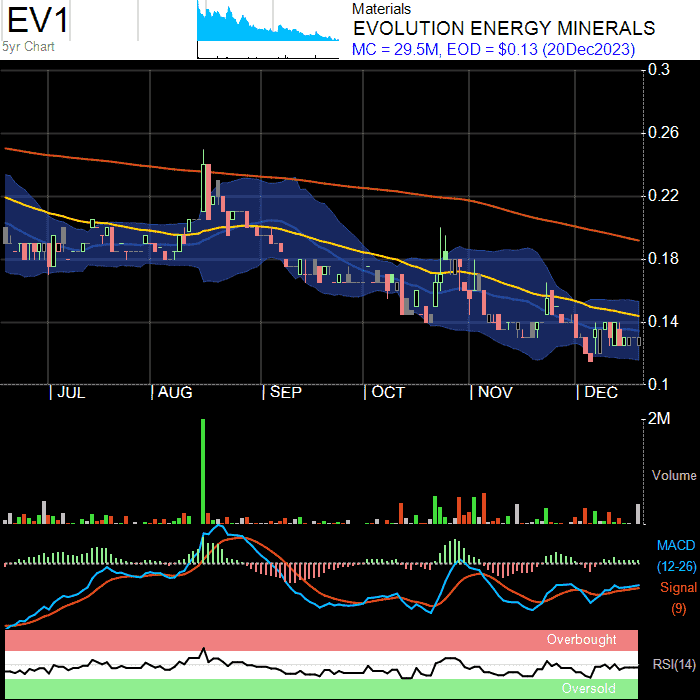 EV1
5yr Chart
Materials
EVOLUTION ENERGY MINERALS
MC = 29.5M, EOD = $0.13 (20Dec2023)
0.3
0.26
0.22
0.18
0.14
0.1
JUL AUG SEP OCT NOV DEC
2M
Volume
MACD
(12-26)
Signal
(9)
Overbought
RSI(14)
Oversold